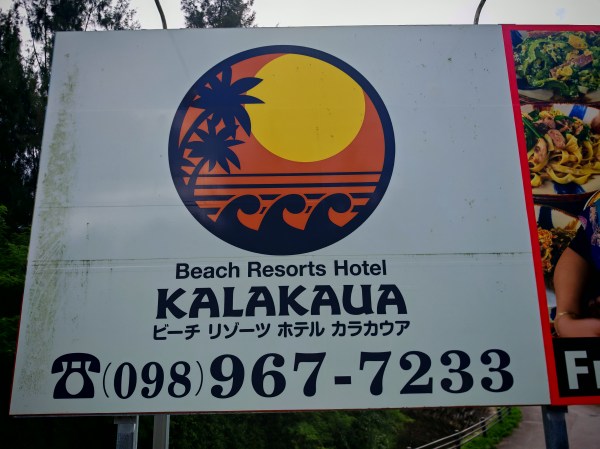 Beach Resorts Hotel
KALAKAUA
ビーチ リゾーツ ホテル カラカウア
☎(098)967-7233
Fr